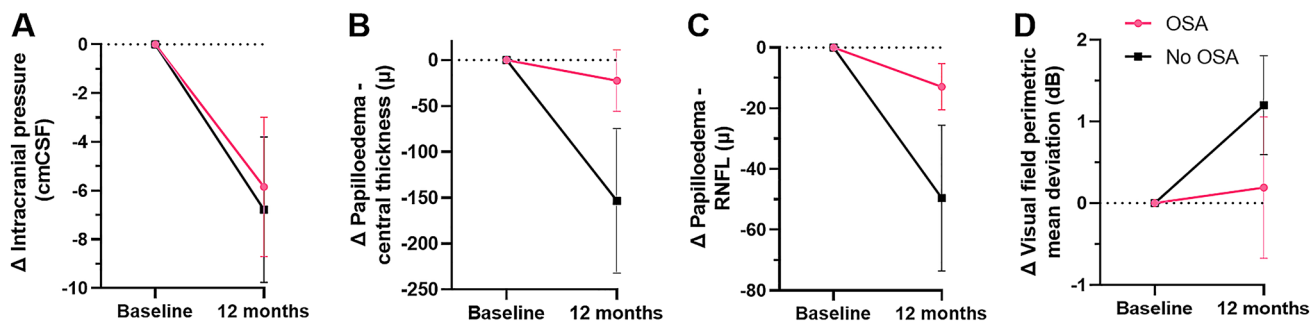 A
Δ Intracranial pressure
(cmCSF)
0
-2
-4
-6
-8
-10
Baseline
12 months
B
Δ Papilloedema -
central thickness (μ)
0
-50
-100
-150
-200
-250
Baseline
12 months
C
Δ Papilloedema -
RNFL (μ)
0
-20
-40
-60
-80
Baseline
12 months
D
OSA
No OSA
Δ Visual field perimetric
mean deviation (dB)
2
1
0
-1
Baseline
12 months